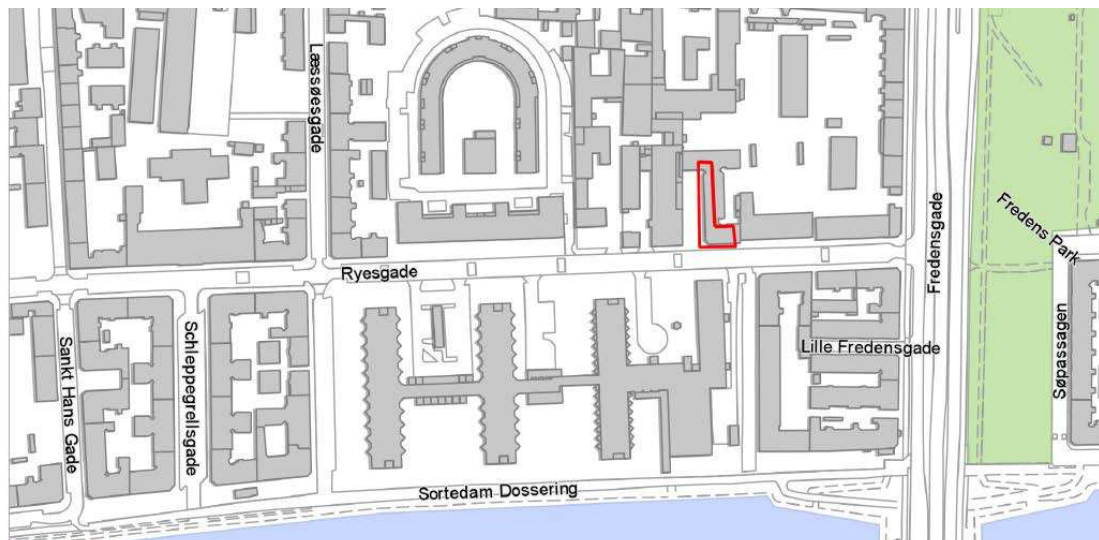 Læssøesgade
Ryesgade
Fredensgade
Fredens Park
Sankt Hans Gade
Schleppegrellsgade
Lille Fredensgade
Søpassagen
Sortedam Dossering